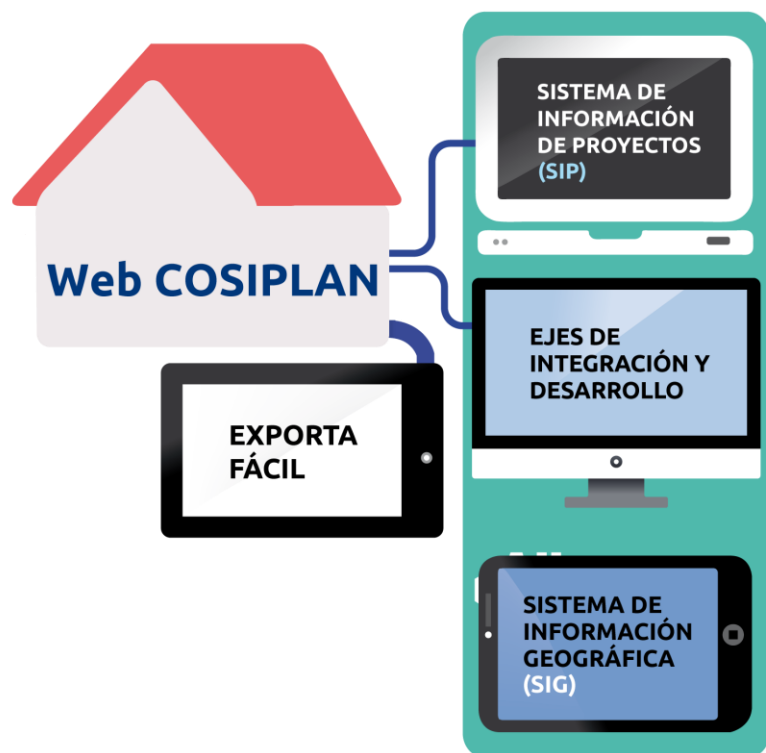 Web COSIPLAN
EXPORTA
FÁCIL
SISTEMA DE
INFORMACIÓN
DE PROYECTOS
(SIP)
EJES DE
INTEGRACIÓN Y
DESARROLLO
SISTEMA DE
INFORMACIÓN
GEOGRÁFICA
(SIG)